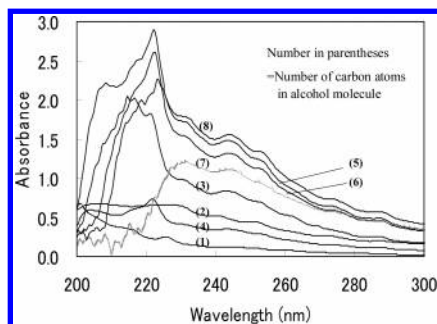 3.0
2.5
2.0
1.5
1.0
0.5
0.0
Absorbance
Number in parentheses
=Number of carbon atoms
in alcohol molecule
(8)
(7)
(5)
(6)
(3)
(2)
(4)
(1)
200 220 240 260 280 300
Wavelength (nm)